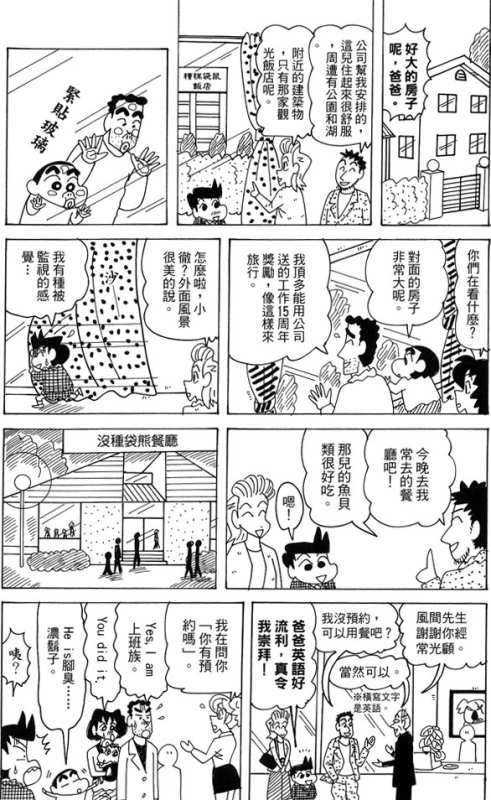 好大的房子
呢，爸爸。
公司幫我安排的，
這兒住起來很舒服
，周遭有公園和湖
。
附近的建築物
，只有那家觀
光飯店呢。
種糕袋鼠
飯店
緊貼玻璃
你們在看什麼？
對面的房子
非常大呢。
我頂多能用公司
送的工作15周年
獎勵，像這樣來
旅行。
怎麼啦，小
徹？外面風景
很美的說。
沙
我有種被
監視的感
覺…
今晚去我
常去的餐
廳吧！
那兒的魚貝
類很好吃。
嗯！
沒種袋熊餐廳
風間先生
謝謝你經
常光顧。
我沒預約，
可以用餐吧？
當然可。
※橫寫文字
是英語。
爸爸英語好
流利，真令
我崇拜！
我在問你
「你有預
約嗎」。
Yes, I am
上班族。
You did it.
He is腳臭……
濃鬍子。
咦？